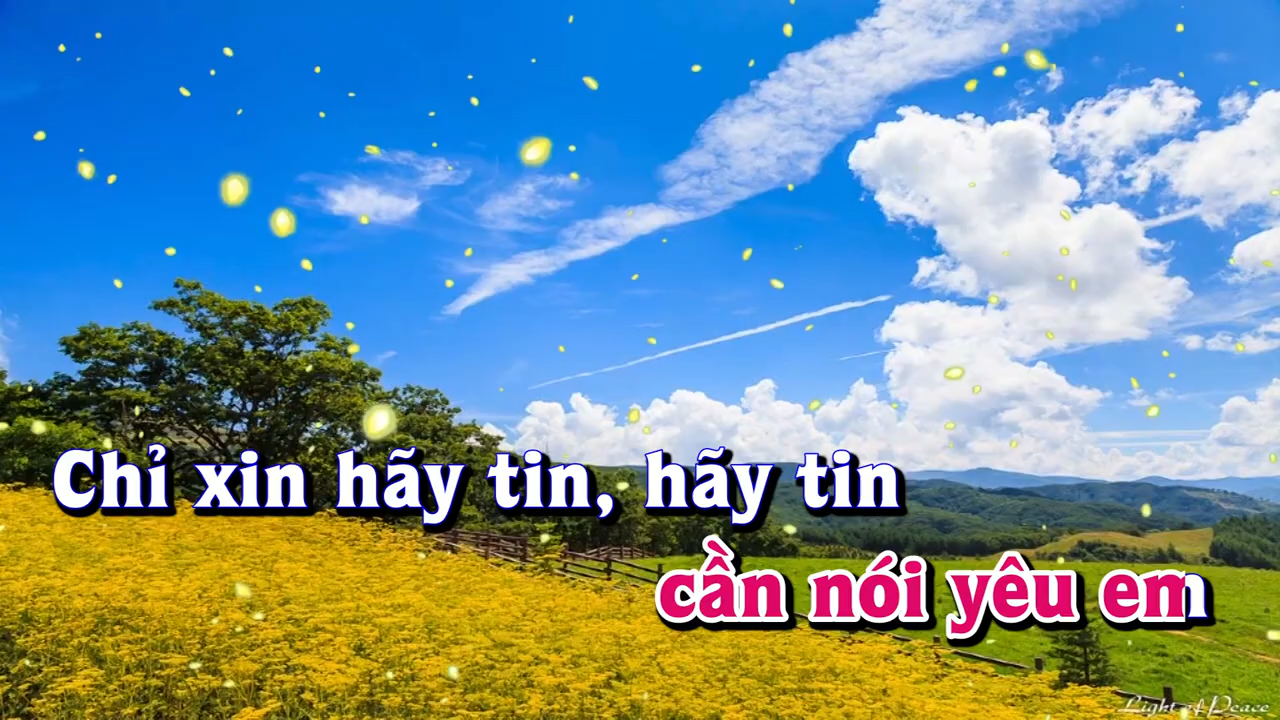 Chỉ xin hãy tin, hãy tin
cần nói yêu em
Light of Peace